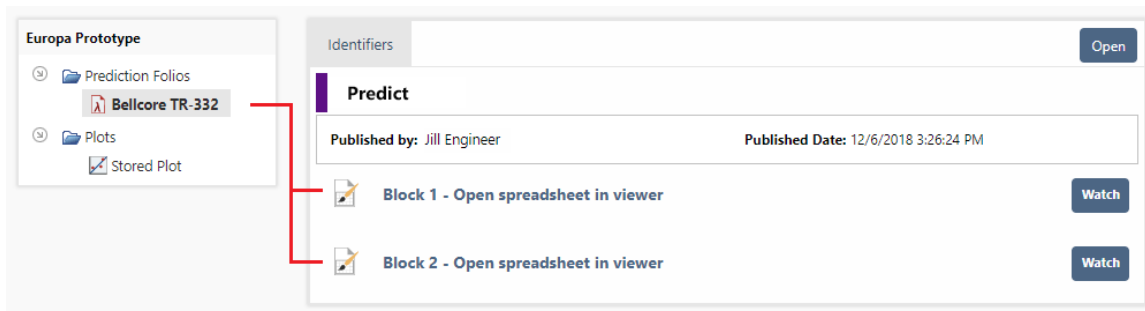 Europa Prototype
Prediction Folios
Bellcore TR-332
Plots
Stored Plot
Identifiers
Open
Predict
Published by: Jill Engineer
Published Date: 12/6/2018 3:26:24 PM
Block 1 - Open spreadsheet in viewer
Watch
Block 2 - Open spreadsheet in viewer
Watch